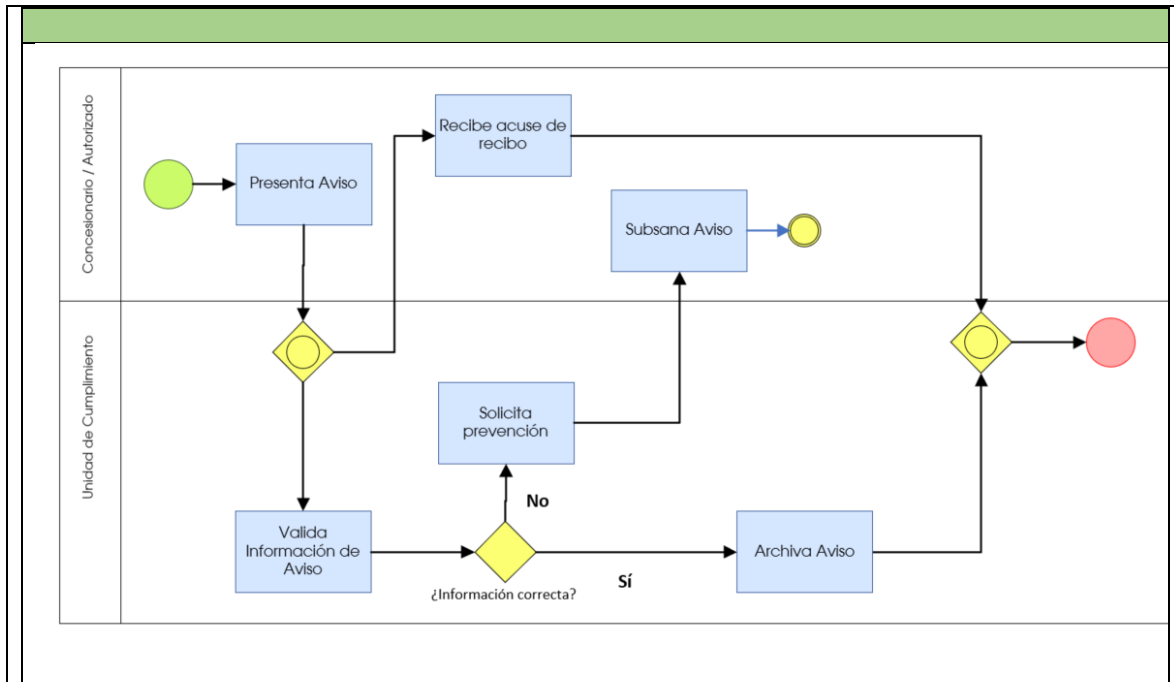 Concesionario / Autorizado
Presenta Aviso
Recibe acuse de
recibo
Subsana Aviso
Unidad de Cumplimiento
Solicita
prevención
No
Valida
Información de
Aviso
¿Información correcta?
Sí
Archiva Aviso